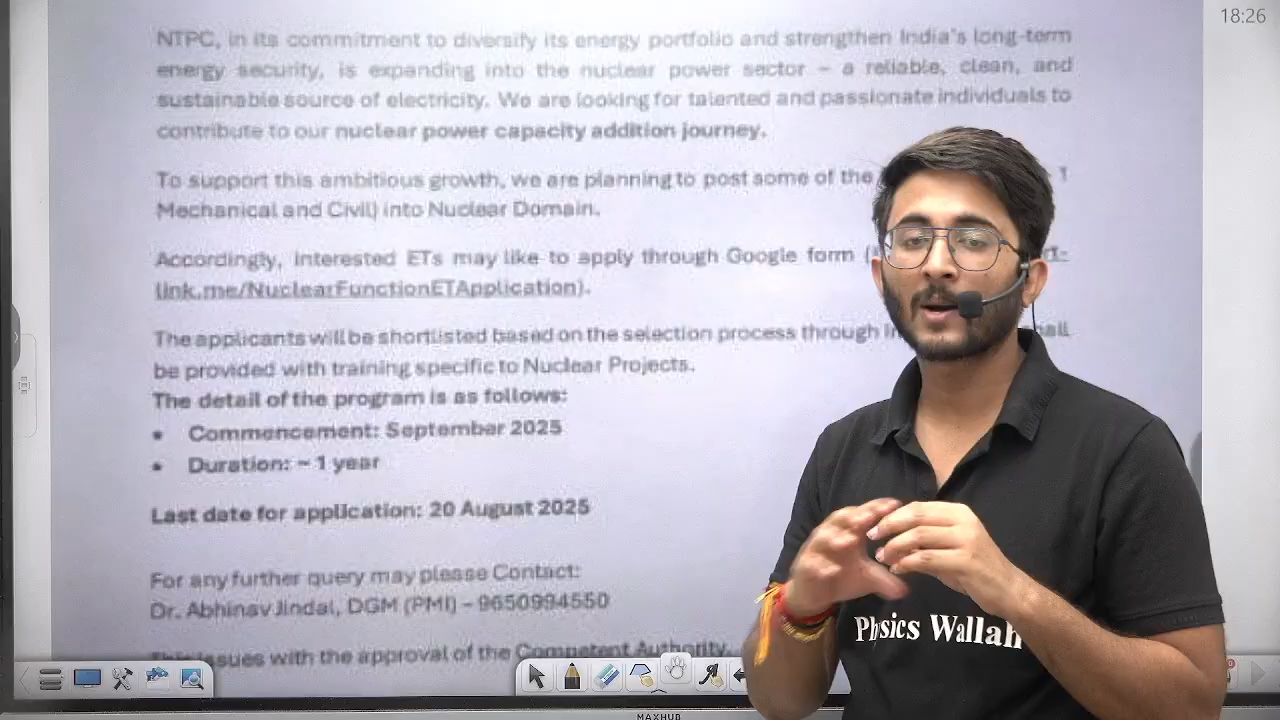 18:26
NTPC, in its commitment to diversify its energy portfolio and strengthen India's long-term
energy security, is expanding into the nuclear power sector – a reliable, clean, and
sustainable source of electricity. We are looking for talented and passionate individuals to
contribute to our nuclear power capacity addition journey.
To support this ambitious growth, we are planning to post some of the
Mechanical and Civil) into Nuclear Domain.
Accordingly, interested ETs may like to apply through Google form (
link.me/NuclearFunctionETApplication).
The applicants will be shortlisted based on the selection process through
be provided with training specific to Nuclear Projects.
The detail of the program is as follows:
• Commencement: September 2025
• Duration: ~ 1 year
Last date for application: 20 August 2025
For any further query may please Contact:
Dr. Abhinav Jindal, DGM (PMI) – 9650994550
This issues with the approval of the Competent Authority.
Physics Wallah
MAXHUB